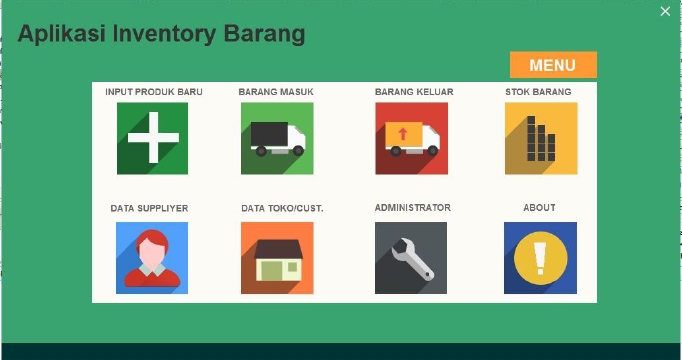 Aplikasi Inventory Barang
MENU
INPUT PRODUK BARU
BARANG MASUK
BARANG KELUAR
STOK BARANG
DATA SUPPLIYER
DATA TOKO/CUST.
ADMINISTRATOR
ABOUT